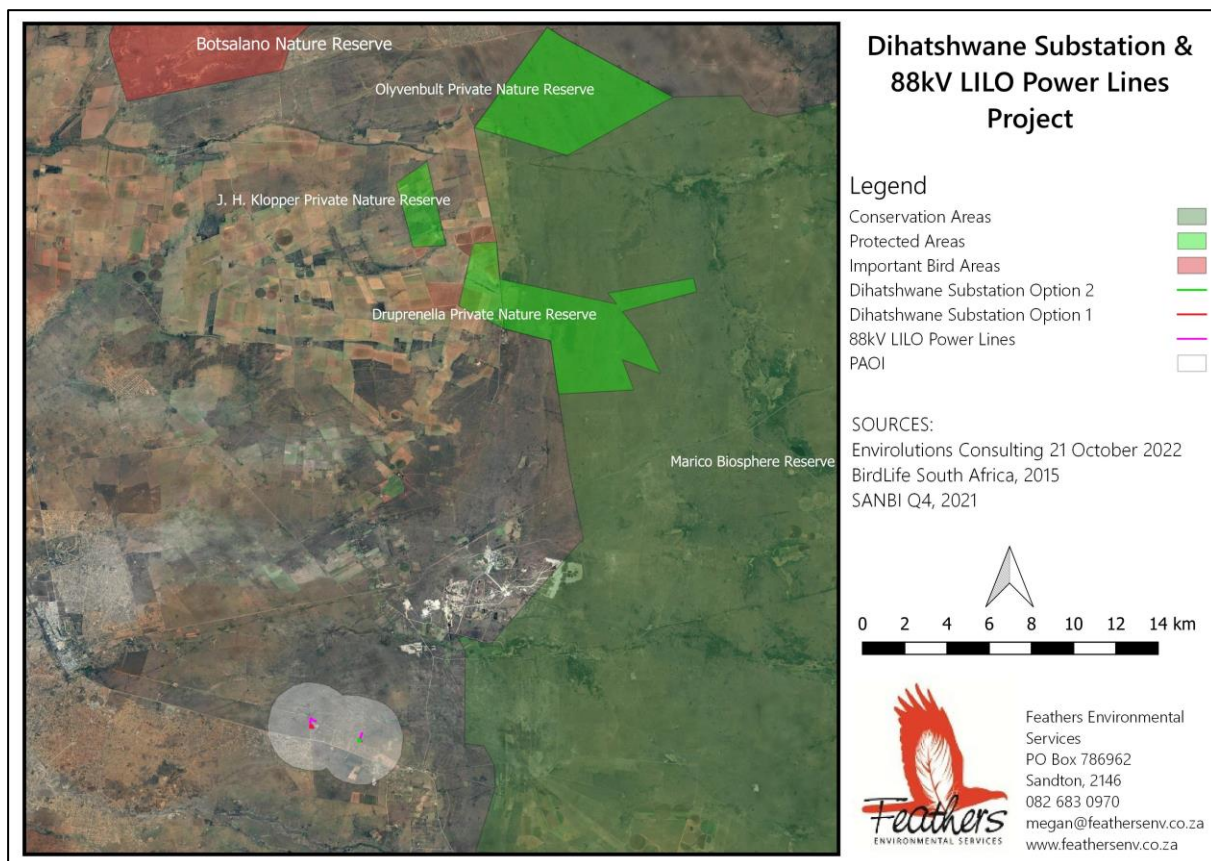 Botsalano Nature Reserve
Olyvenbult Private Nature Reserve
J. H. Klopper Private Nature Reserve
Druprenella Private Nature Reserve
Marico Biosphere Reserve
Dihatshwane Substation &
88kV LILO Power Lines
Project
Legend
Conservation Areas
Protected Areas
Important Bird Areas
Dihatshwane Substation Option 2
Dihatshwane Substation Option 1
88kV LILO Power Lines
PAOI
SOURCES:
Envirolutions Consulting 21 October 2022
BirdLife South Africa, 2015
SANBI Q4, 2021
0 2 4 6 8 10 12 14 km
Feathers
ENVIRONMENTAL SERVICES
Feathers Environmental
Services
PO Box 786962
Sandton, 2146
082 683 0970
megan@feathersenv.co.za
www.feathersenv.co.za